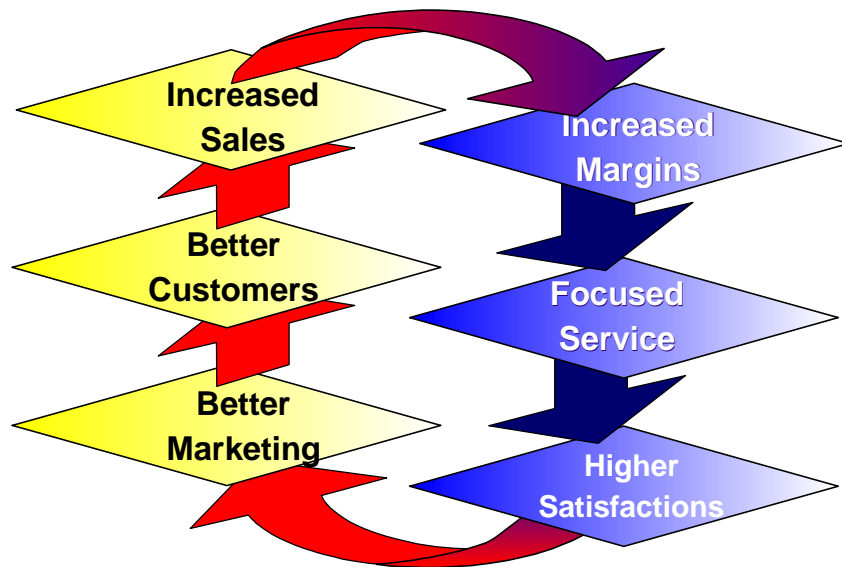 Increased
Sales
Better
Customers
Better
Marketing
Increased
Margins
Focused
Service
Higher
Satisfactions